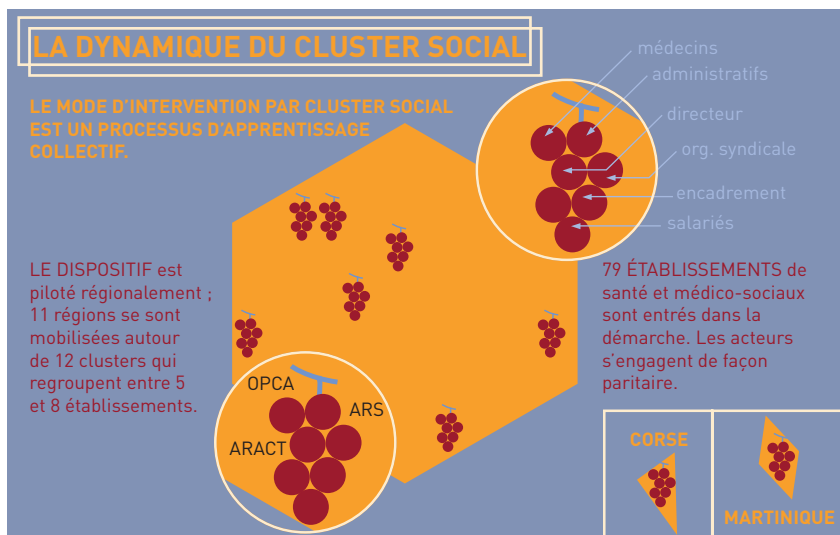 LA DYNAMIQUE DU CLUSTER SOCIAL
LE MODE D'INTERVENTION PAR CLUSTER SOCIAL
EST UN PROCESSUS D'APPRENTISSAGE
COLLECTIF.
médecins
administratifs
directeur
org. syndicale
encadrement
salariés
LE DISPOSITIF est
piloté régionalement ;
11 régions se sont
mobilisées autour
de 12 clusters qui
regroupent entre 5
et 8 établissements.
79 ÉTABLISSEMENTS de
santé et médico-sociaux
sont entrés dans la
démarche. Les acteurs
s'engagent de façon
paritaire.
OPCA
ARS
ARACT
CORSE
MARTINIQUE